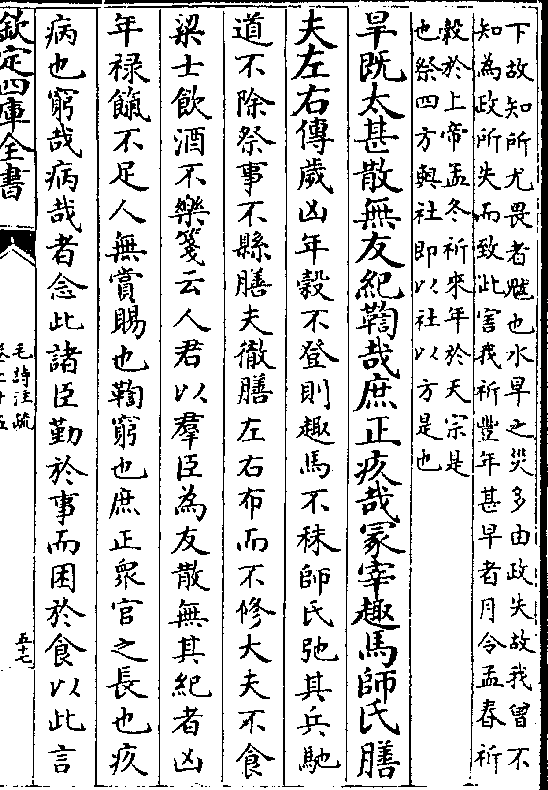 下故知所尤畏者魃也水旱之災多由政失故我曾不
知為政所失而致此害我祈豐年甚早者月令孟春祈
穀於上帝孟冬祈來年於天宗是
也祭四方與社即以社以方是也
旱既太甚散無友紀鞫哉庶正疚哉冢宰趣馬師氏膳
夫左右傳歲凶年穀不登則趣馬不秣師氏弛其兵馳
道不除祭事不縣膳夫徹膳左右布而不修大夫不食
粱士飲酒不樂箋云人君以羣臣為友散無其紀者凶
年禄餼不足人無賞賜也鞫窮也庶正衆官之長也疚
病也窮哉病哉者念此諸臣勤於事而困於食以此言
欽定四庫全書
毛詩注疏
卷二十五
五十七